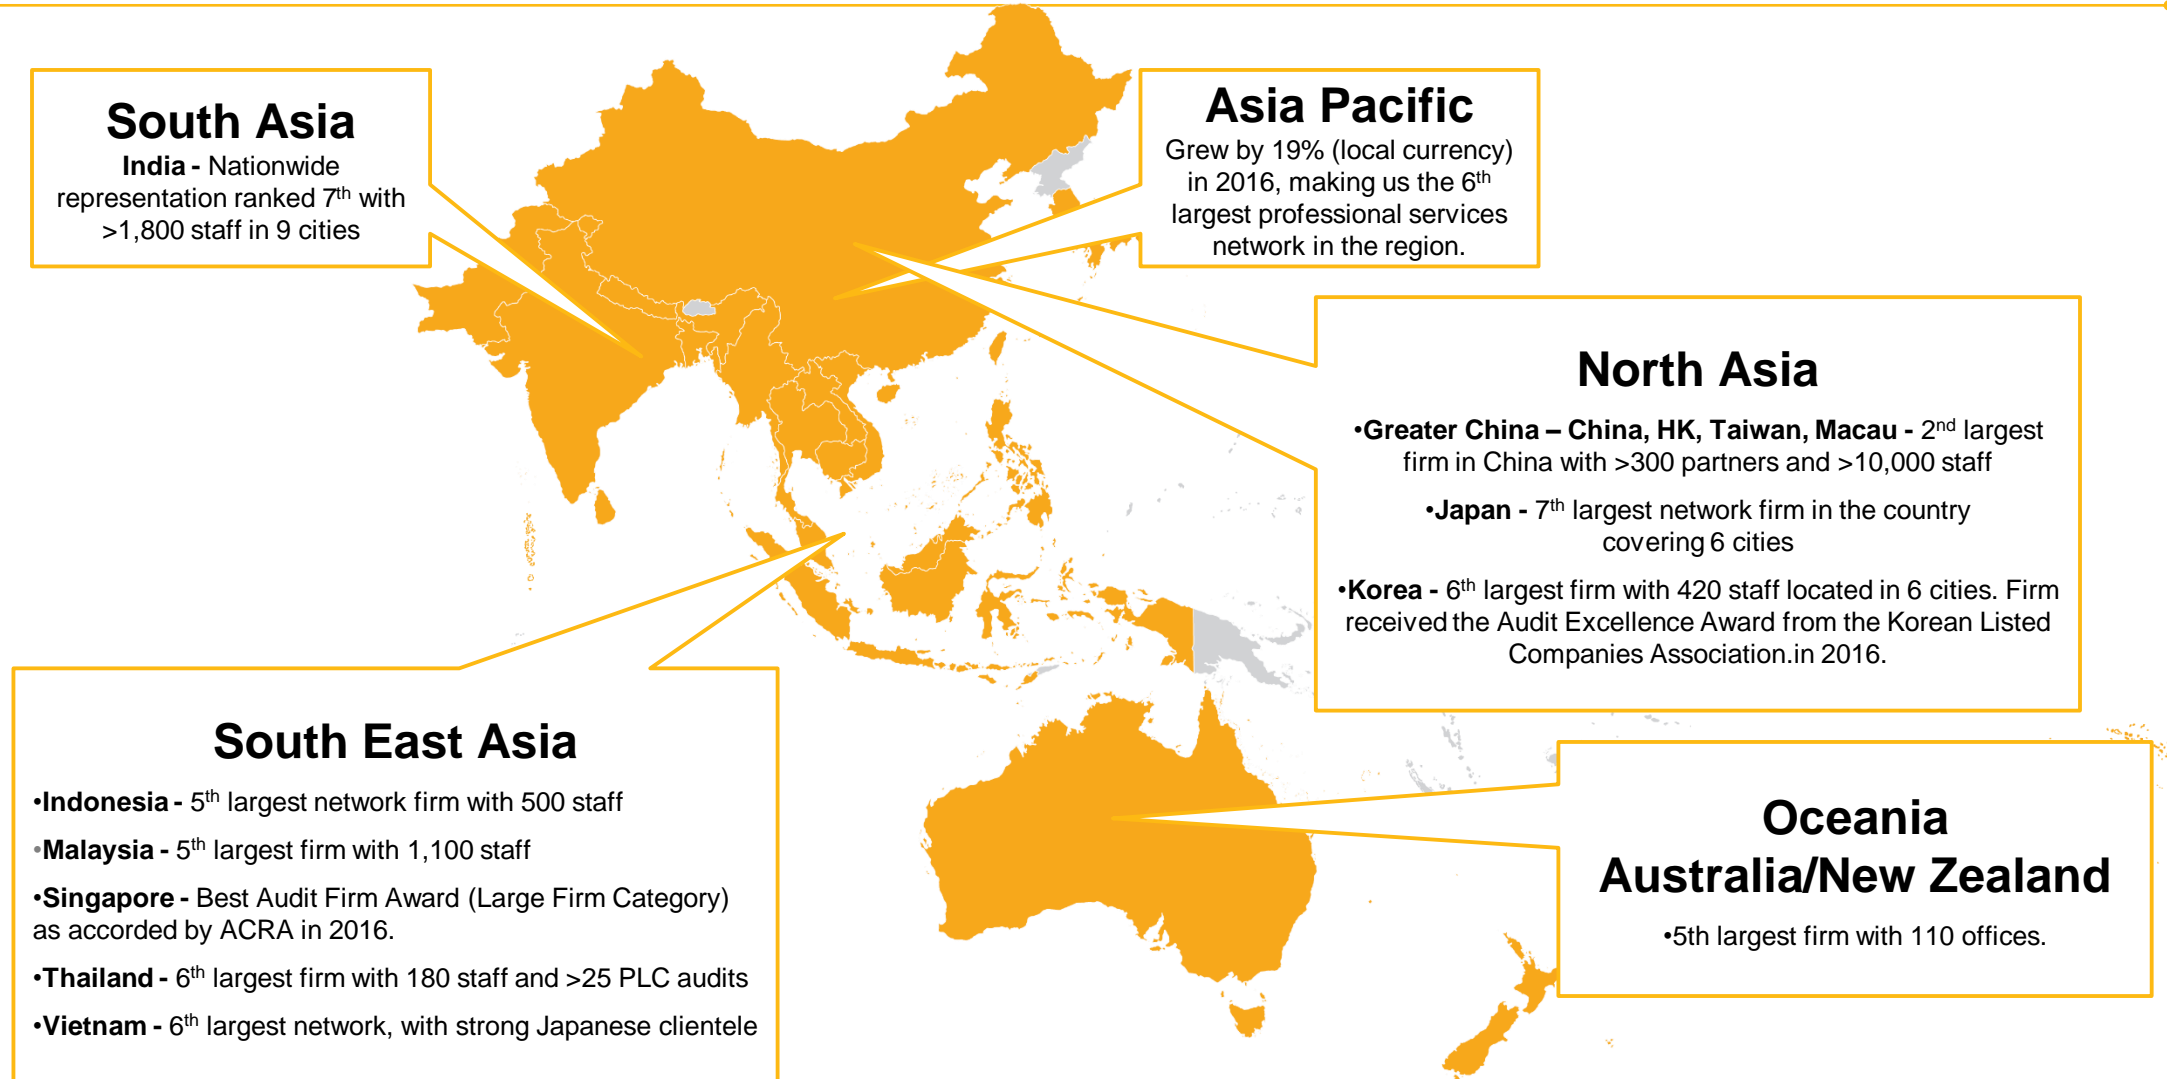 South Asia
India - Nationwide
representation ranked 7th with
>1,800 staff in 9 cities
Asia Pacific
Grew by 19% (local currency)
in 2016, making us the 6th
largest professional services
network in the region.
North Asia
•Greater China – China, HK, Taiwan, Macau - 2nd largest
firm in China with >300 partners and >10,000 staff
•Japan - 7th largest network firm in the country
covering 6 cities
•Korea - 6th largest firm with 420 staff located in 6 cities. Firm
received the Audit Excellence Award from the Korean Listed
Companies Association.in 2016.
South East Asia
•Indonesia - 5th largest network firm with 500 staff
•Malaysia - 5th largest firm with 1,100 staff
•Singapore - Best Audit Firm Award (Large Firm Category)
as accorded by ACRA in 2016.
•Thailand - 6th largest firm with 180 staff and >25 PLC audits
•Vietnam - 6th largest network, with strong Japanese clientele
Oceania
Australia/New Zealand
•5th largest firm with 110 offices.